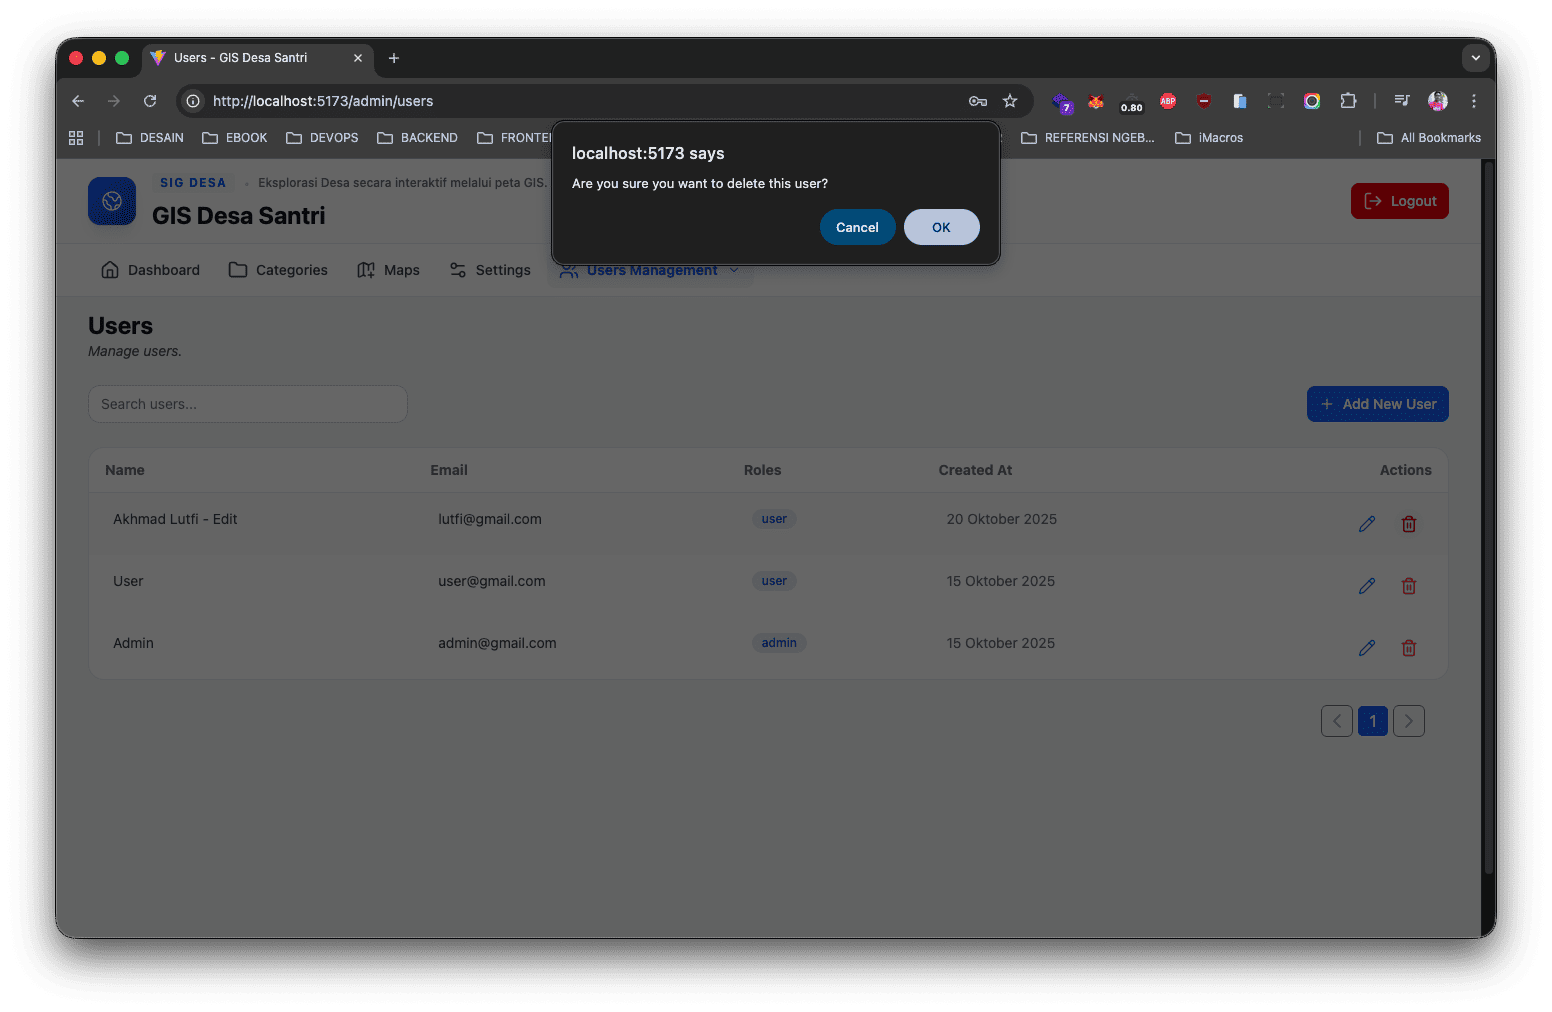 Users - GIS Desa Santri
http://localhost:5173/admin/users
7
0.80
ABP
DESAIN
EBOOK
DEVOPS
BACKEND
FRONTE
REFERENSI NGEB...
iMacros
All Bookmarks
localhost:5173 says
Are you sure you want to delete this user?
Cancel
OK
SIG DESA
Eksplorasi Desa secara interaktif melalui peta GIS.
GIS Desa Santri
Logout
Dashboard
Categories
Maps
Settings
Users Management
Users
Manage users.
Search users...
+ Add New User
Name Email Roles Created At Actions
Akhmad Lutfi - Edit lutfi@gmail.com user 20 Oktober 2025
User user@gmail.com user 15 Oktober 2025
Admin admin@gmail.com admin 15 Oktober 2025
1